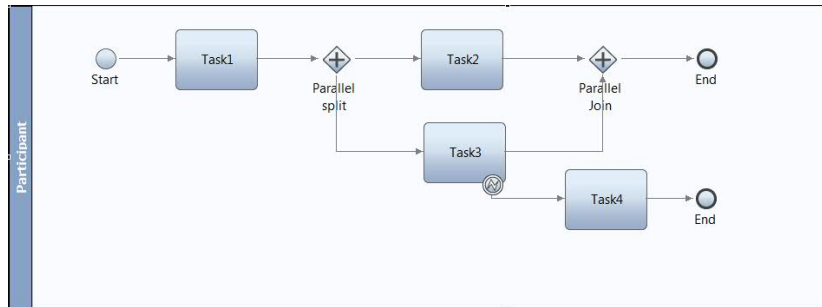 Participant
Start
Task1
Parallel
split
Task2
Parallel
Join
End
Task3
Task4
End